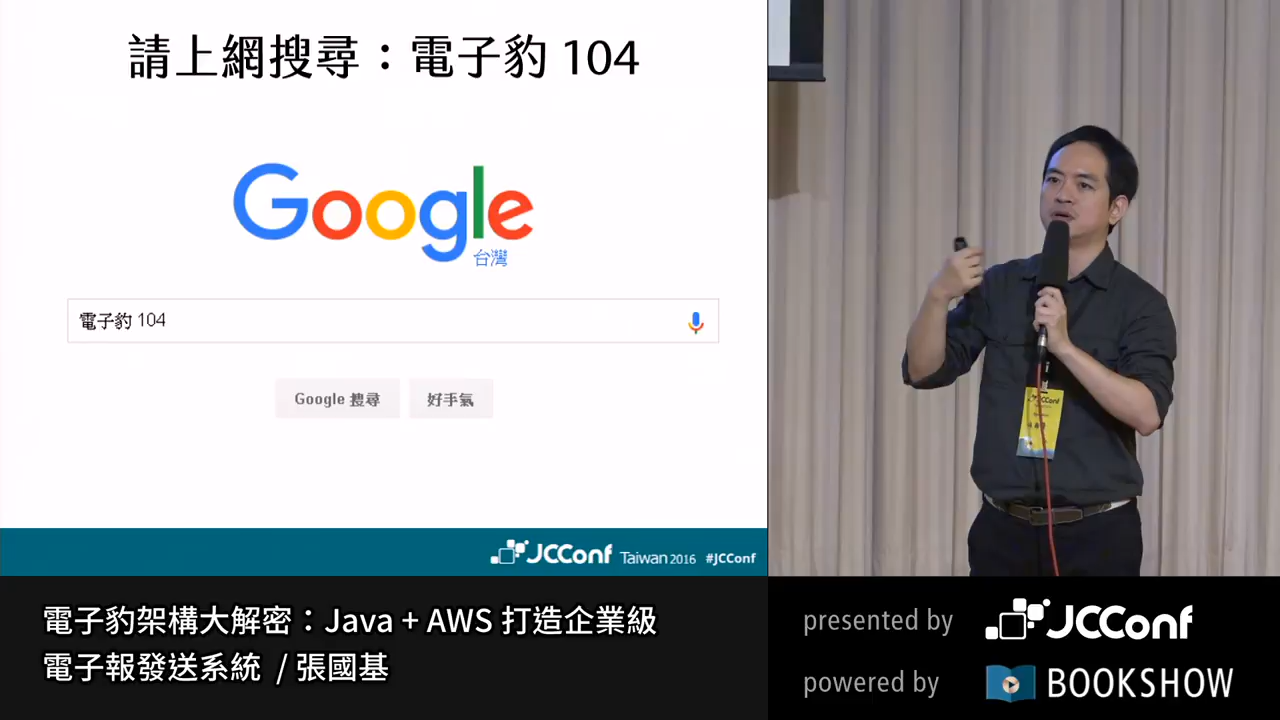 請上網搜尋：電子豹 104
Google
台灣
電子豹 104
Google 搜尋
好手氣
JCConf Taiwan 2016 #JCConf
JCConf
電子豹架構大解密：Java + AWS 打造企業級
電子報發送系統 / 張國基
presented by JCConf
powered by BOOKSHOW